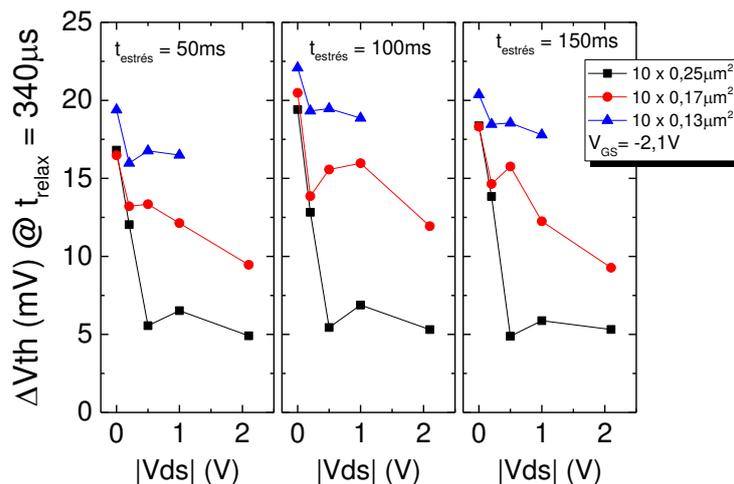 t_estrés = 50ms
t_estrés = 100ms
t_estrés = 150ms
10 x 0,25μm²
10 x 0,17μm²
10 x 0,13μm²
V_GS= -2,1V
ΔVth (mV) @ t_relax = 340μs
25
20
15
10
5
0
0 1 2 0 1 2 0 1 2
|Vds| (V) |Vds| (V) |Vds| (V)